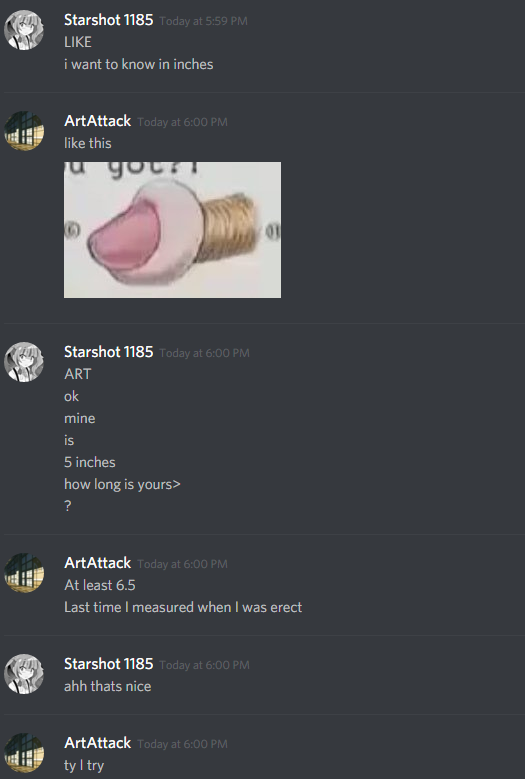 Starshot 1185 Today at 5:59 PM
LIKE
i want to know in inches
ArtAttack Today at 6:00 PM
like this
u got?!
Starshot 1185 Today at 6:00 PM
ART
ok
mine
is
5 inches
how long is yours>
?
ArtAttack Today at 6:00 PM
At least 6.5
Last time I measured when I was erect
Starshot 1185 Today at 6:00 PM
ahh thats nice
ArtAttack Today at 6:00 PM
ty I try